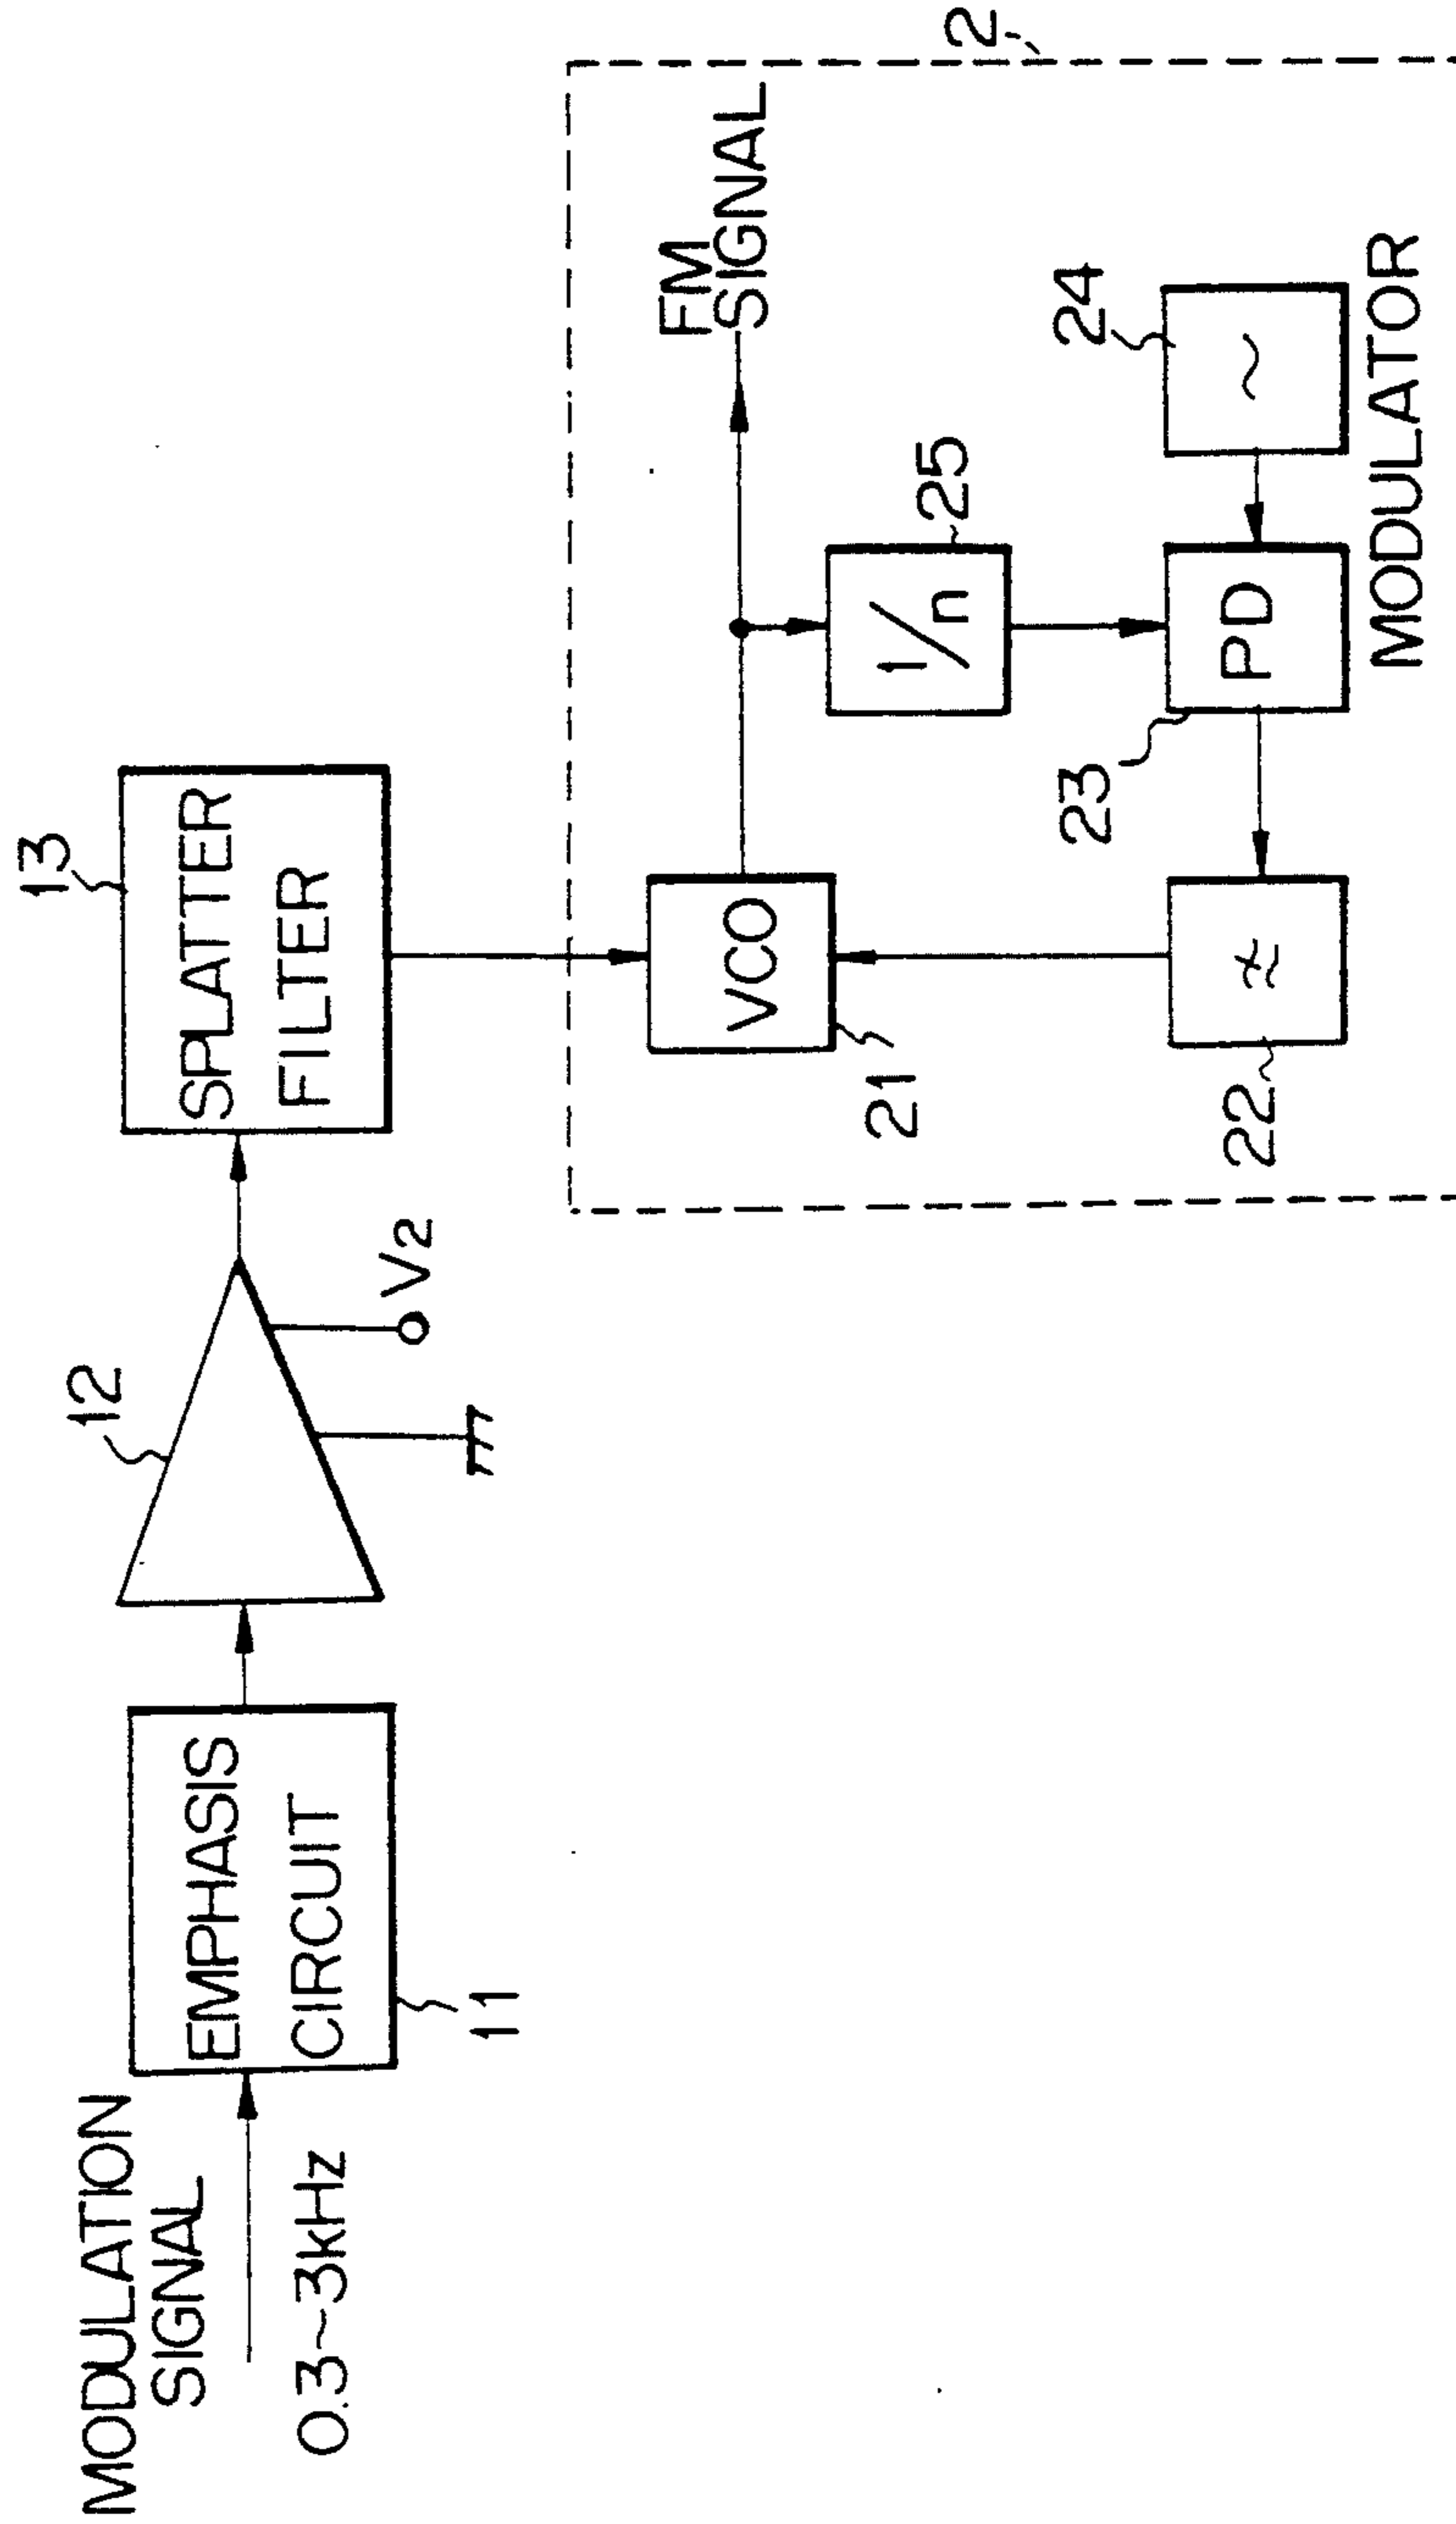 MODULATION
SIGNAL
0.3~3kHz
EMPHASIS
CIRCUIT
11
12
V2
SPLATTER
FILTER
13
2
FM
SIGNAL
VCO
21
1/n
25
22
PD
23
~
24
MODULATOR